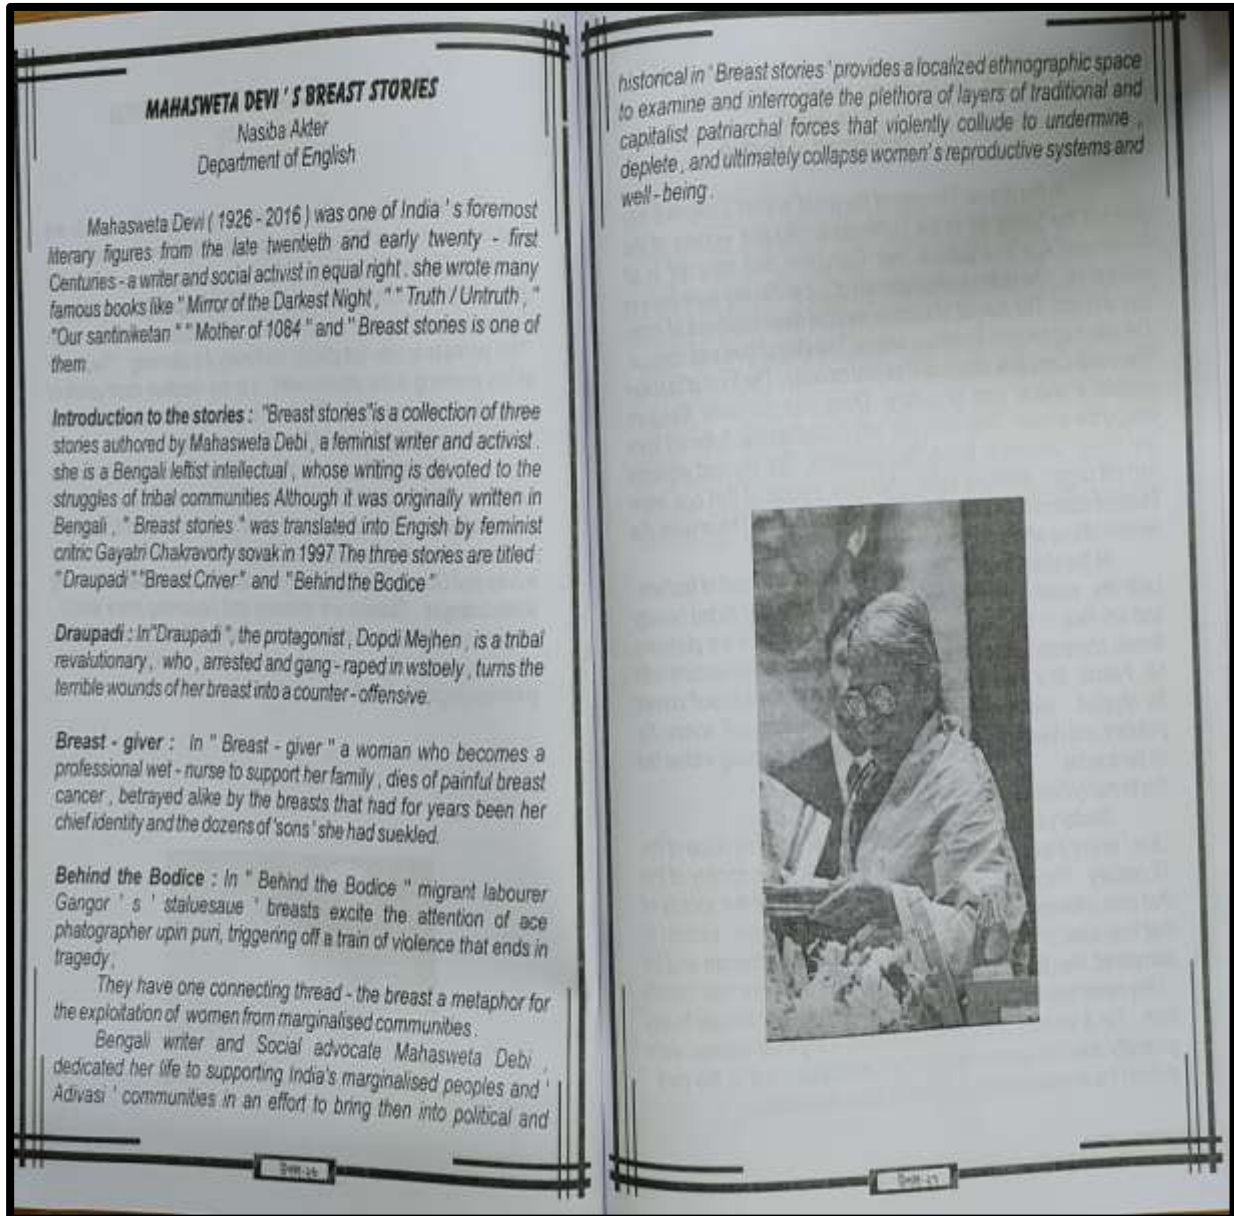 MAHASWETA DEVI ' S BREAST STORIES
Nasiba Akter
Department of English
Mahasweta Devi ( 1926 - 2016 ) was one of India ' s foremost
literary figures from the late twentieth and early twenty - first
Centuries - a writer and social activist in equal right . she wrote many
famous books like " Mirror of the Darkest Night , " " Truth / Untruth , "
"Our santiniketan " " Mother of 1084 " and " Breast stories is one of
them.
Introduction to the stories : "Breast stories"is a collection of three
stories authored by Mahasweta Debi , a feminist writer and activist .
she is a Bengali leftist intellectual , whose writing is devoted to the
struggles of tribal communities Although it was originally written in
Bengali , " Breast stories " was translated into Engish by feminist
critric Gayatri Chakravorty sovak in 1997 The three stories are titled :
"Draupadi " "Breast Criver " and " Behind the Bodice "
Draupadi : In"Draupadi ", the protagonist , Dopdi Mejhen , is a tribal
revalutionary , who , arrested and gang - raped in wstoely , turns the
terrible wounds of her breast into a counter - offensive.
Breast - giver : In " Breast - giver " a woman who becomes a
professional wet - nurse to support her family , dies of painful breast
cancer , betrayed alike by the breasts that had for years been her
chief identity and the dozens of 'sons ' she had suekled.
Behind the Bodice : In " Behind the Bodice " migrant labourer
Gangor ' s ' staluesaue ' breasts excite the attention of ace
phatographer upin puri, triggering off a train of violence that ends in
tragedy ,
They have one connecting thread - the breast a metaphor for
the exploitation of women from marginalised communities .
Bengali writer and Social advocate Mahasweta Debi ,
dedicated her life to supporting India's marginalised peoples and '
Adivasi ' communities in an effort to bring then into political and
historical in ' Breast stories ' provides a localized ethnographic space
to examine and interrogate the plethora of layers of traditional and
capitalist patriarchal forces that violently collude to undermine ,
deplete , and ultimately collapse women' s reproductive systems and
well - being .